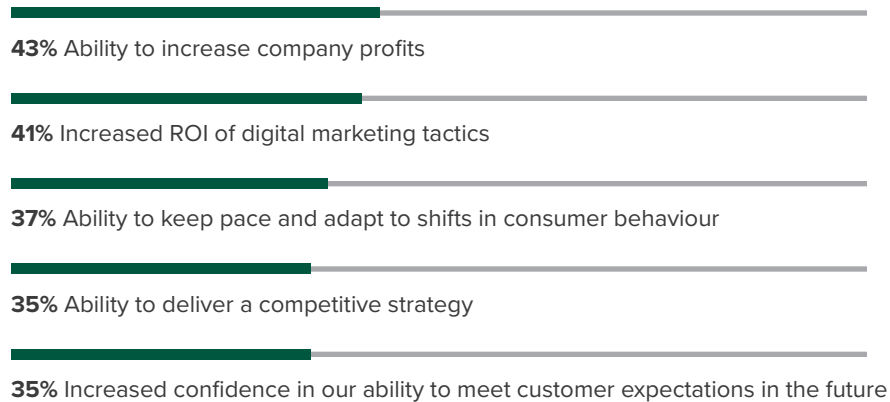 43% Ability to increase company profits
41% Increased ROI of digital marketing tactics
37% Ability to keep pace and adapt to shifts in consumer behaviour
35% Ability to deliver a competitive strategy
35% Increased confidence in our ability to meet customer expectations in the future